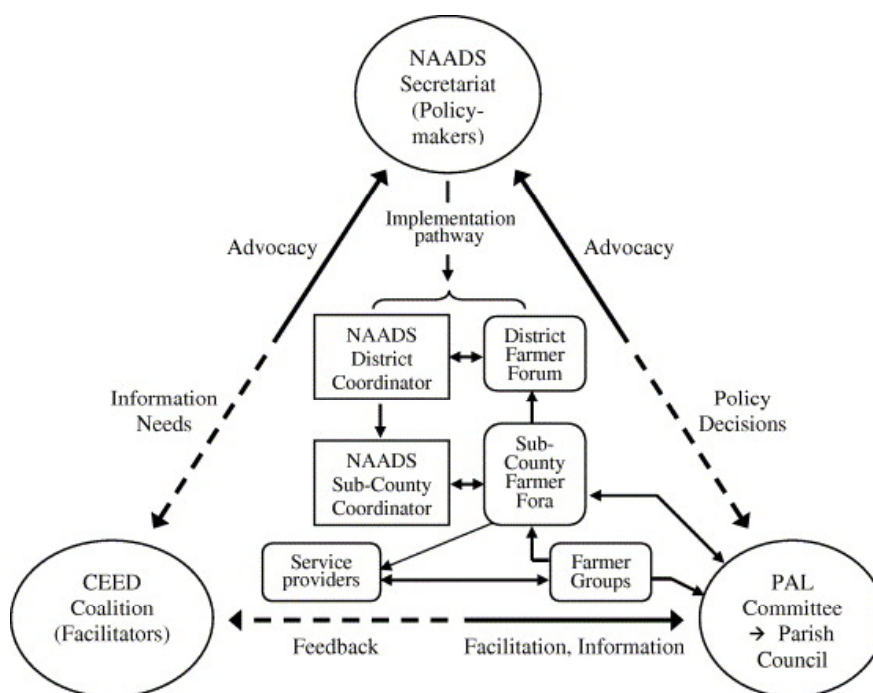 NAADS
Secretariat
(Policy-
makers)
Implementation
pathway
Advocacy
Advocacy
NAADS
District
Coordinator
District
Farmer
Forum
Information
Needs
Policy
Decisions
NAADS
Sub-County
Coordinator
Sub-
County
Farmer
Fora
Service
providers
Farmer
Groups
CEED
Coalition
(Facilitators)
PAL
Committee
→ Parish
Council
Feedback
Facilitation, Information